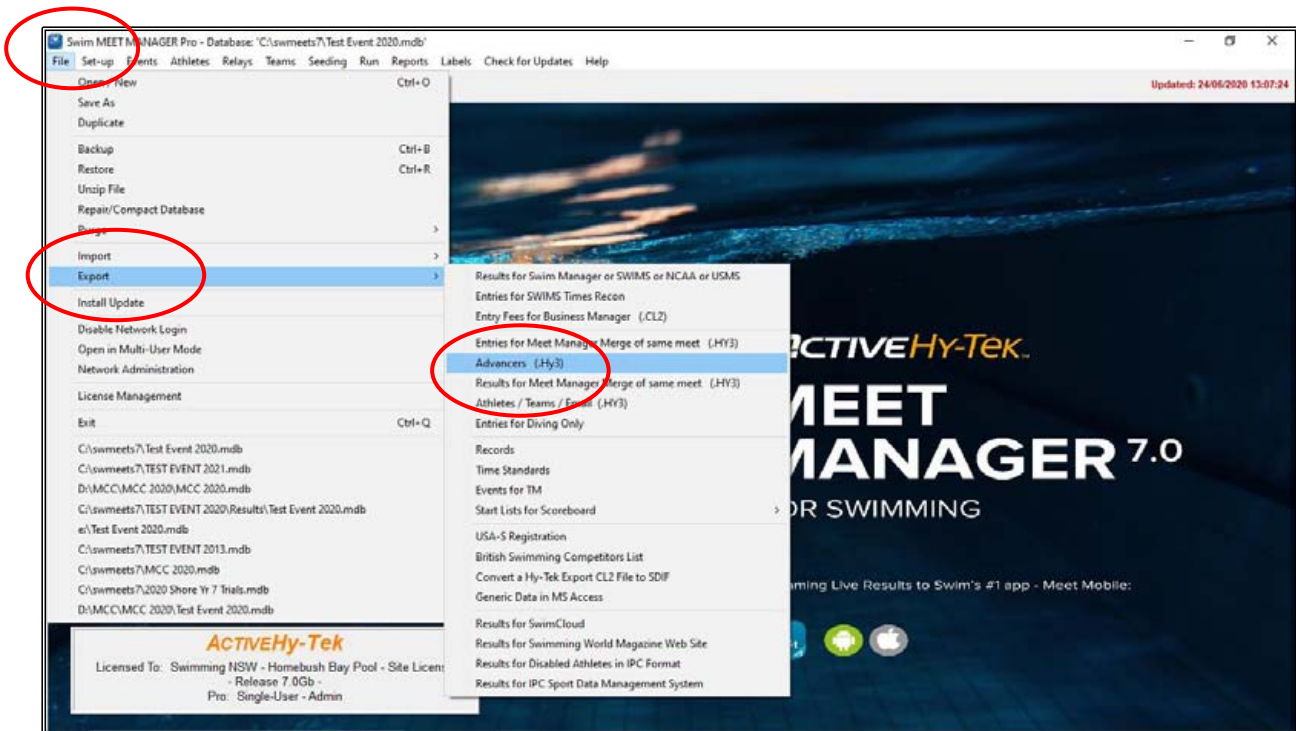 Swim MEET MANAGER Pro - Database: 'C:\swmeets7\Test Event 2020.mdb'
File Set-up Events Athletes Relays Teams Seeding Run Reports Labels Check for Updates Help
Open / New Ctrl+O
Updated: 24/06/2020 13:07:24
Save As
Duplicate
Backup Ctrl+B
Restore Ctrl+R
Unzip File
Repair/Compact Database
Purge >
Import >
Export >
Install Update
Disable Network Login
Open in Multi-User Mode
Network Administration
License Management
Exit Ctrl+Q
C:\swmeets7\Test Event 2020.mdb
C:\swmeets7\TEST EVENT 2021.mdb
D:\MCC\MCC 2020\MCC 2020.mdb
C:\swmeets7\TEST EVENT 2020\Results\Test Event 2020.mdb
e:\Test Event 2020.mdb
C:\swmeets7\TEST EVENT 2013.mdb
C:\swmeets7\MCC 2020.mdb
C:\swmeets7\2020 Shore Yr 7 Trials.mdb
D:\MCC\MCC 2020\Test Event 2020.mdb
Results for Swim Manager or SWIMS or NCAA or USMS
Entries for SWIMS Times Recon
Entry Fees for Business Manager (.CL2)
Entries for Meet Manager Merge of same meet (.HY3)
Advancers (.Hy3)
Results for Meet Manager Merge of same meet (.HY3)
Athletes / Teams / Email (.HY3)
Entries for Diving Only
Records
Time Standards
Events for TM
Start Lists for Scoreboard >
USA-S Registration
British Swimming Competitors List
Convert a Hy-Tek Export CL2 File to SDIF
Generic Data in MS Access
Results for SwimCloud
Results for Swimming World Magazine Web Site
Results for Disabled Athletes in IPC Format
Results for IPC Sport Data Management System
CTIVEHY-TEK
MEET
MANAGER 7.0
OR SWIMMING
aming Live Results to Swim's #1 app - Meet Mobile:
ACTIVEHy-Tek
Licensed To: Swimming NSW - Homebush Bay Pool - Site Licen
- Release 7.0Gb -
Pro: Single-User - Admin